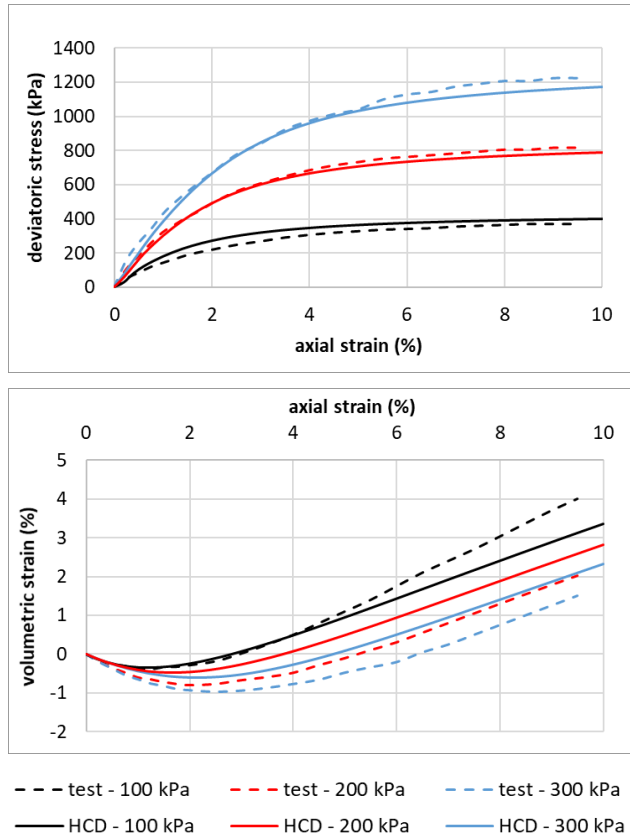 1400
1200
1000
800
600
400
200
0
deviatoric stress (kPa)
0 2 4 6 8 10
axial strain (%)
axial strain (%)
0 2 4 6 8 10
5
4
3
2
1
0
-1
-2
volumetric strain (%)
test - 100 kPa test - 200 kPa test - 300 kPa
HCD - 100 kPa HCD - 200 kPa HCD - 300 kPa